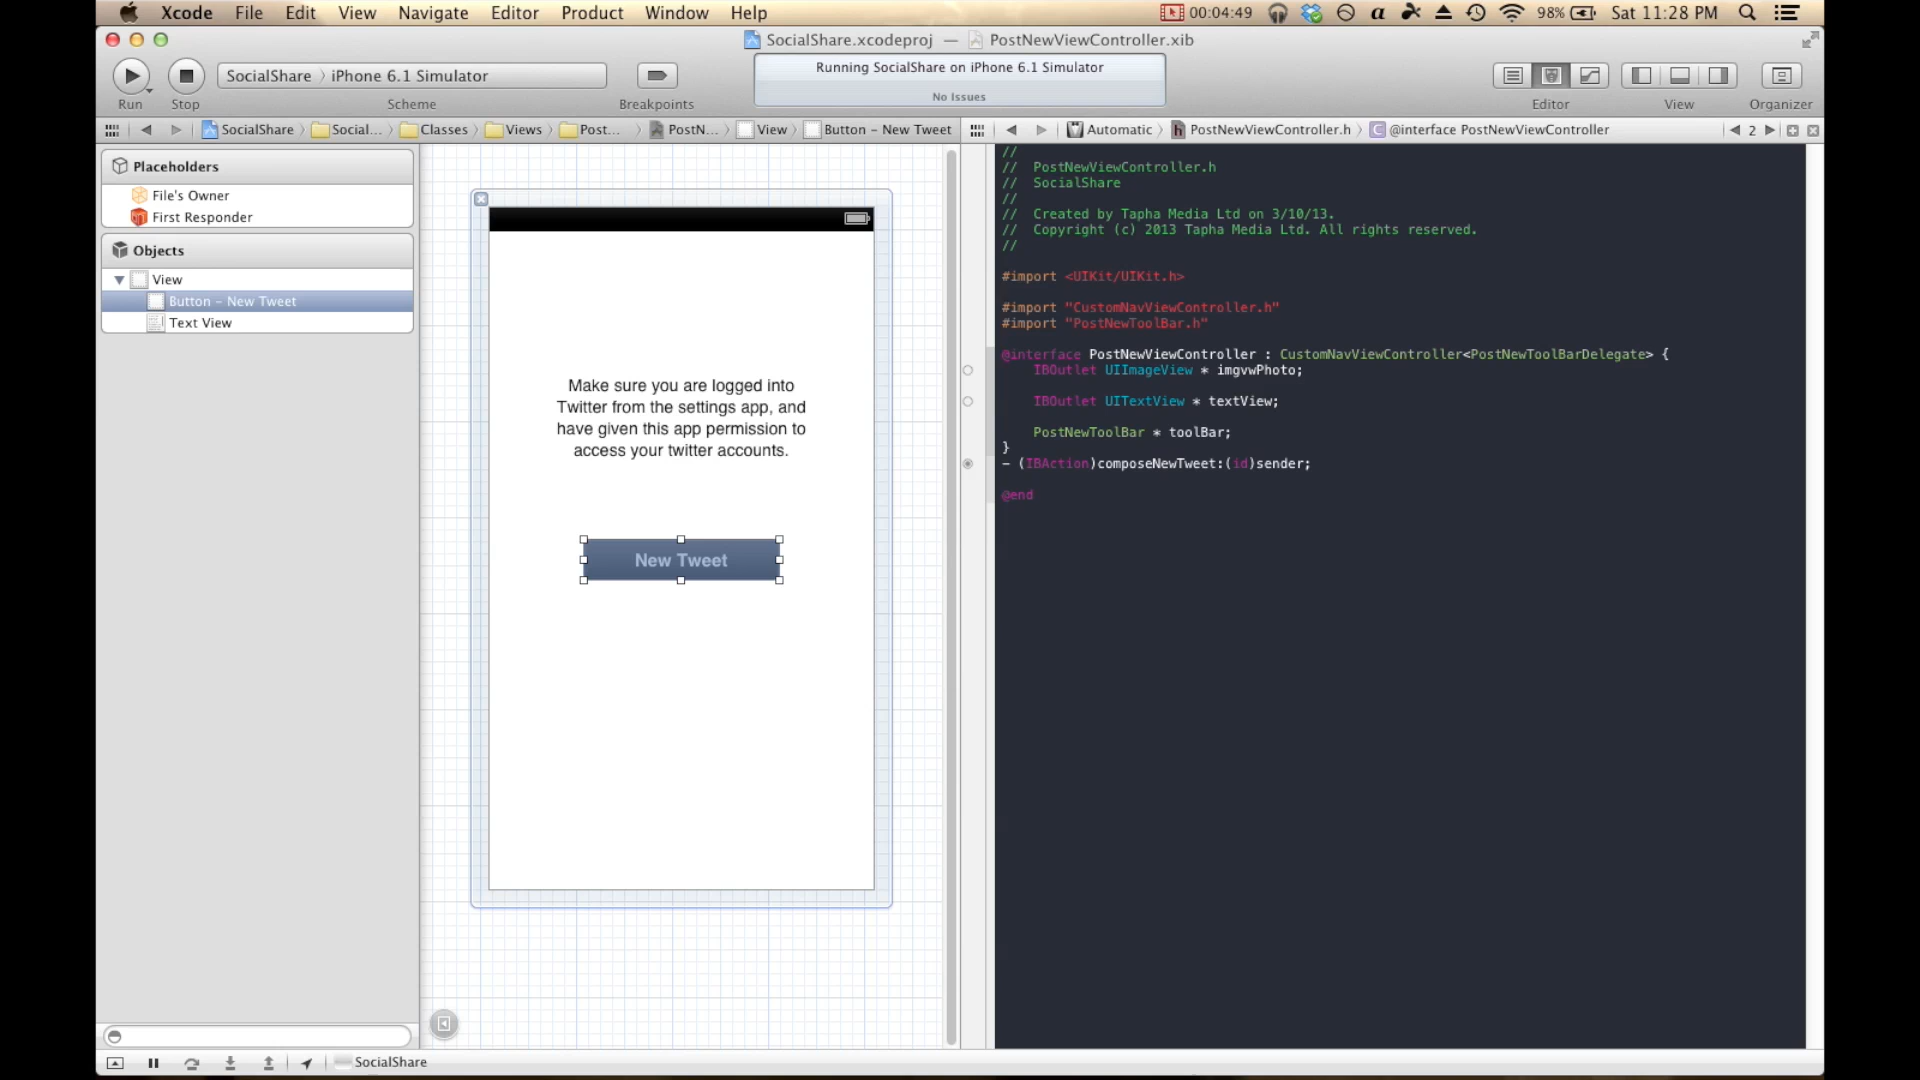 Xcode File Edit View Navigate Editor Product Window Help 00:04:49 98% Sat 11:28 PM
SocialShare.xcodeproj — PostNewViewController.xib
SocialShare 〉 iPhone 6.1 Simulator
Running SocialShare on iPhone 6.1 Simulator
No Issues
Run Stop Scheme Breakpoints Editor View Organizer
SocialShare 〉 Social... 〉 Classes 〉 Views 〉 Post... 〉 PostN... 〉 View 〉 Button – New Tweet
Automatic 〉 PostNewViewController.h 〉 @interface PostNewViewController 2
Placeholders
File's Owner
First Responder
Objects
View
Button – New Tweet
Text View
Make sure you are logged into
Twitter from the settings app, and
have given this app permission to
access your twitter accounts.
New Tweet
//
// PostNewViewController.h
// SocialShare
//
// Created by Tapha Media Ltd on 3/10/13.
// Copyright (c) 2013 Tapha Media Ltd. All rights reserved.
//
#import <UIKit/UIKit.h>
#import "CustomNavViewController.h"
#import "PostNewToolBar.h"
@interface PostNewViewController : CustomNavViewController<PostNewToolBarDelegate> {
IBOutlet UIImageView * imgvwPhoto;
IBOutlet UITextView * textView;
PostNewToolBar * toolBar;
}
- (IBAction)composeNewTweet:(id)sender;
@end
SocialShare